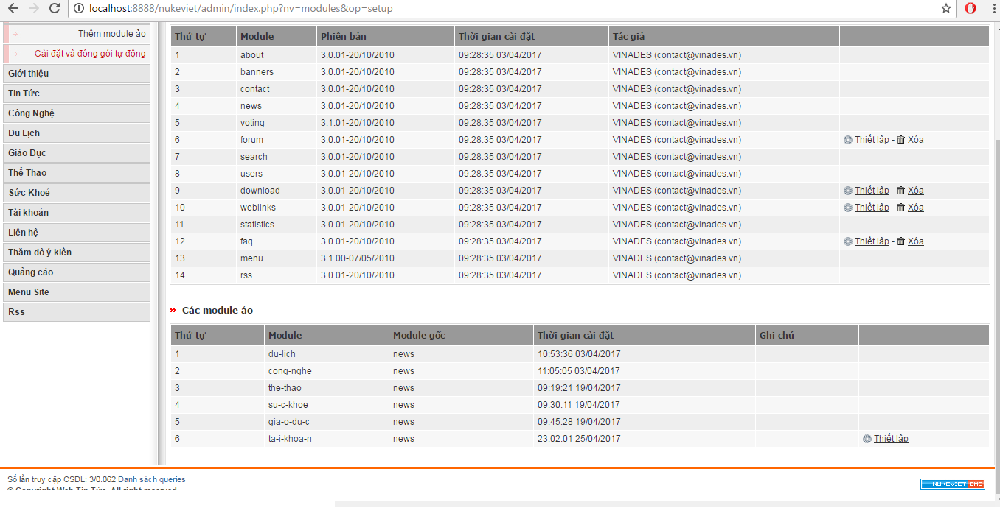 localhost:8888/nukeviet/admin/index.php?nv=modules&op=setup
Thêm module ảo
Cài đặt và đóng gói tự động
Giới thiệu
Tin Tức
Công Nghệ
Du Lịch
Giáo Dục
Thể Thao
Sức Khoẻ
Tài khoản
Liên hệ
Thăm dò ý kiến
Quảng cáo
Menu Site
Rss
Thứ tự Module Phiên bản Thời gian cài đặt Tác giả
1 about 3.0.01-20/10/2010 09:28:35 03/04/2017 VINADES (contact@vinades.vn)
2 banners 3.0.01-20/10/2010 09:28:35 03/04/2017 VINADES (contact@vinades.vn)
3 contact 3.0.01-20/10/2010 09:28:35 03/04/2017 VINADES (contact@vinades.vn)
4 news 3.0.01-20/10/2010 09:28:35 03/04/2017 VINADES (contact@vinades.vn)
5 voting 3.1.01-20/10/2010 09:28:35 03/04/2017 VINADES (contact@vinades.vn)
6 forum 3.0.01-20/10/2010 09:28:35 03/04/2017 VINADES (contact@vinades.vn) Thiết lập - Xóa
7 search 3.0.01-20/10/2010 09:28:35 03/04/2017 VINADES (contact@vinades.vn)
8 users 3.0.01-20/10/2010 09:28:35 03/04/2017 VINADES (contact@vinades.vn)
9 download 3.0.01-20/10/2010 09:28:35 03/04/2017 VINADES (contact@vinades.vn) Thiết lập - Xóa
10 weblinks 3.0.01-20/10/2010 09:28:35 03/04/2017 VINADES (contact@vinades.vn) Thiết lập - Xóa
11 statistics 3.0.01-20/10/2010 09:28:35 03/04/2017 VINADES (contact@vinades.vn)
12 faq 3.0.01-20/10/2010 09:28:35 03/04/2017 VINADES (contact@vinades.vn) Thiết lập - Xóa
13 menu 3.1.00-07/05/2010 09:28:35 03/04/2017 VINADES (contact@vinades.vn)
14 rss 3.0.01-20/10/2010 09:28:35 03/04/2017 VINADES (contact@vinades.vn)
Các module ảo
Thứ tự Module Module gốc Thời gian cài đặt Ghi chú
1 du-lich news 10:53:36 03/04/2017
2 cong-nghe news 11:05:05 03/04/2017
3 the-thao news 09:19:21 19/04/2017
4 su-c-khoe news 09:30:11 19/04/2017
5 gia-o-du-c news 09:45:28 19/04/2017
6 ta-i-khoa-n news 23:02:01 25/04/2017 Thiết lập
Số lần truy cập CSDL: 3/0.062 Danh sách queries
© Copyright Web Tin Tức. All right reserved
NUKEVIET CMS